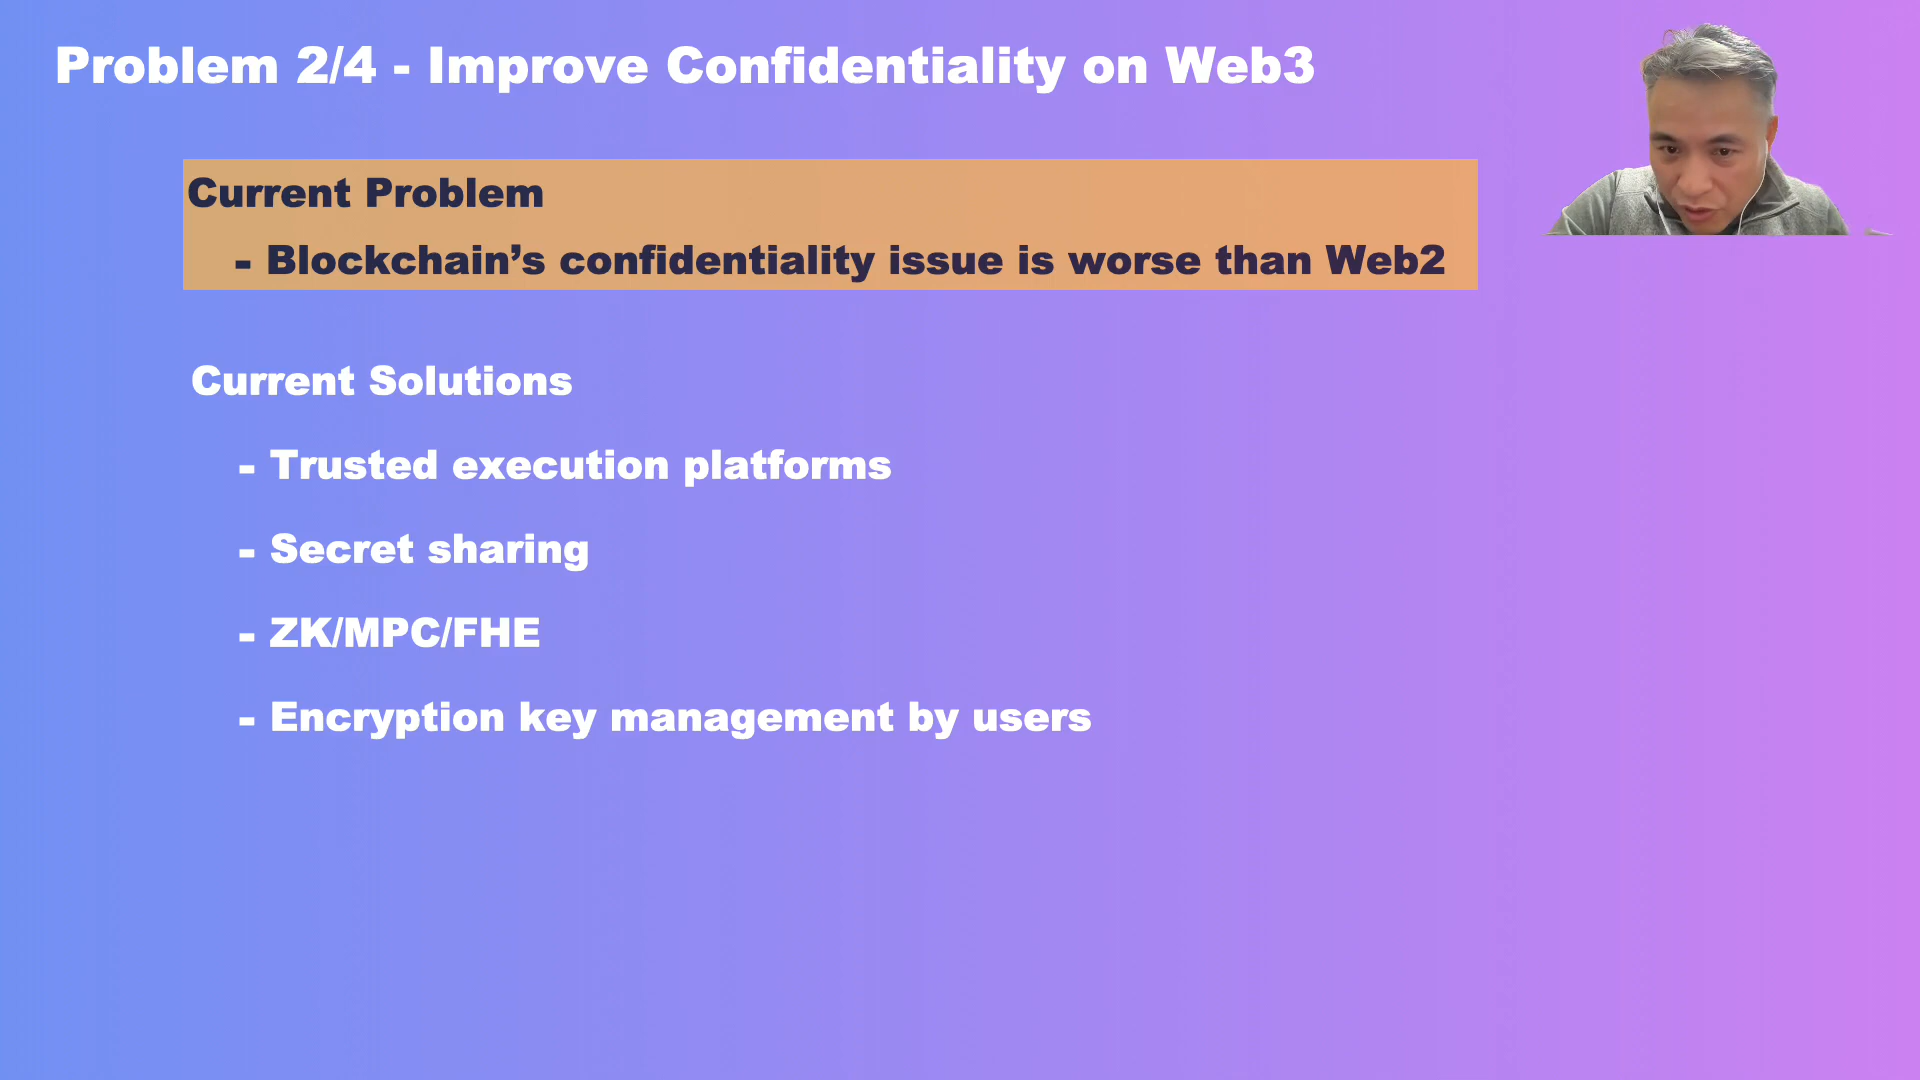 Problem 2/4 - Improve Confidentiality on Web3
Current Problem
- Blockchain’s confidentiality issue is worse than Web2
Current Solutions
- Trusted execution platforms
- Secret sharing
- ZK/MPC/FHE
- Encryption key management by users